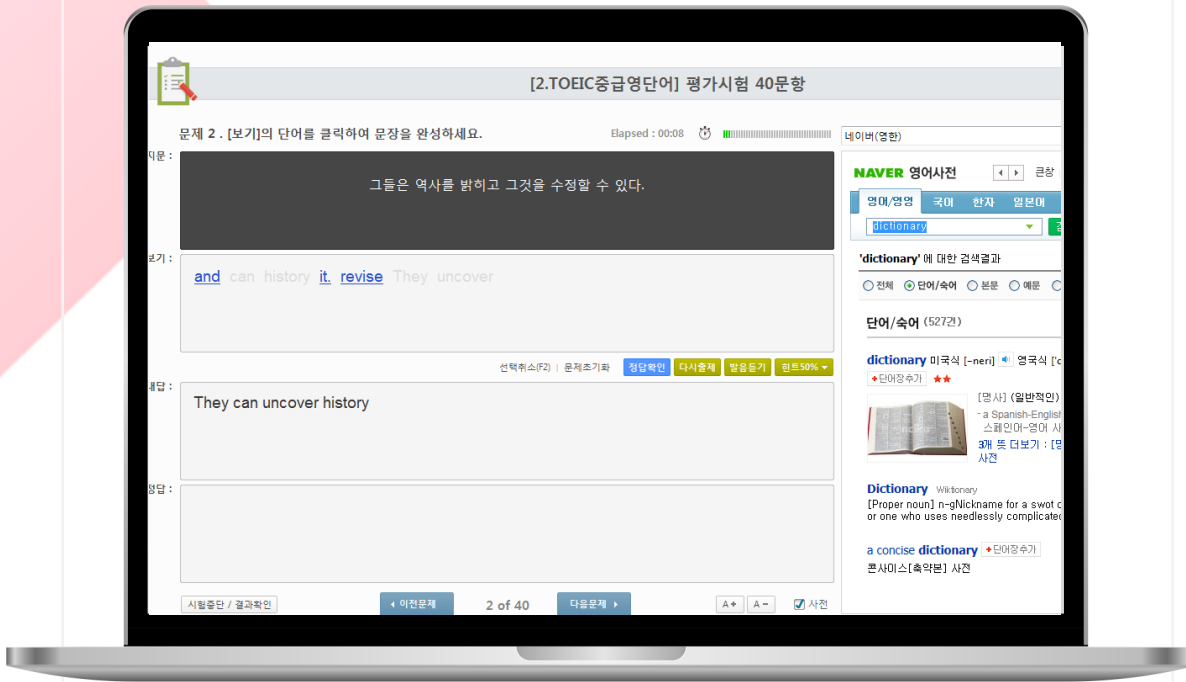 [2.TOEIC중급영단어] 평가시험 40문항
문제 2 . [보기]의 단어를 클릭하여 문장을 완성하세요.
Elapsed : 00:08
지문 :
그들은 역사를 밝히고 그것을 수정할 수 있다.
보기 :
and can history it. revise They uncover
선택취소(F2) | 문제초기화 정답확인 다시출제 발음듣기 힌트50%
내답 :
They can uncover history
정답 :
시험중단 / 결과확인
이전문제 2 of 40 다음문제
A+ A- 사전
네이버(영한)
NAVER 영어사전 큰창
영어/영영 국어 한자 일본어
dictionary
'dictionary' 에 대한 검색결과
전체 단어/숙어 본문 예문
단어/숙어 (527건)
dictionary 미국식 [-neri] 영국식
+단어장추가 ★★
[명사] (일반적인)
- a Spanish-English
스페인어-영어
3개 뜻 더보기 :
사전
Dictionary Wiktionary
[Proper noun] n-gNickname for a swot
or one who uses needlessly complicated
a concise dictionary +단어장추가
콘사이스[축약본] 사전